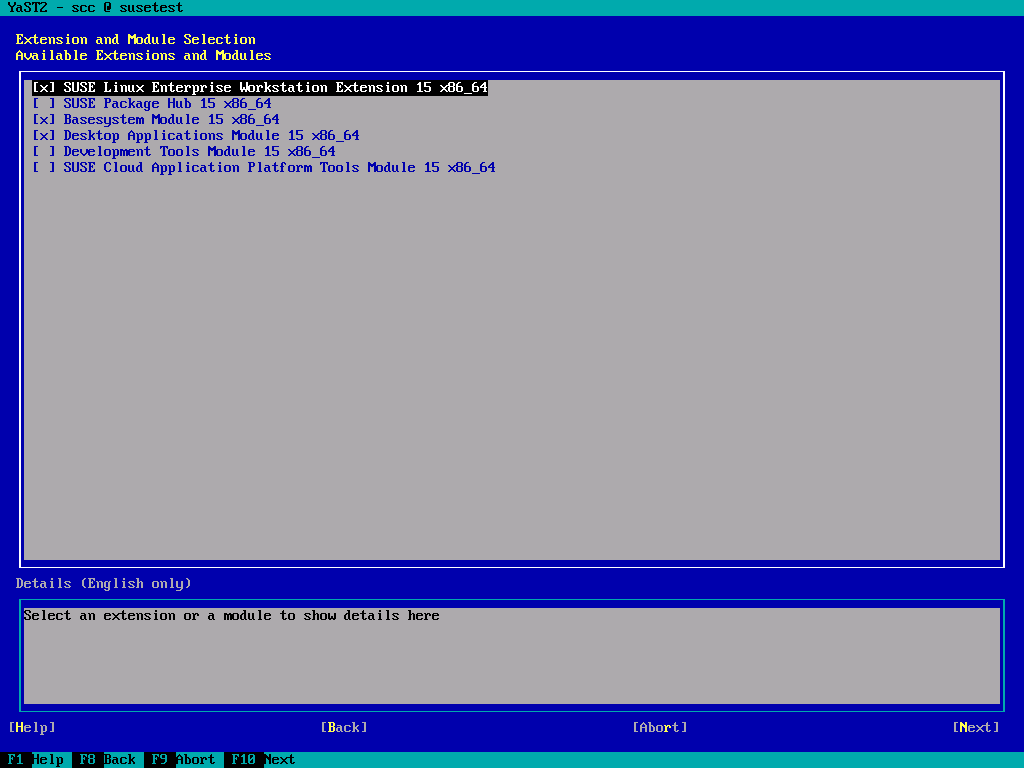 YaST2 - scc @ susetest
Extension and Module Selection
Available Extensions and Modules
[x] SUSE Linux Enterprise Workstation Extension 15 x86_64
[ ] SUSE Package Hub 15 x86_64
[x] Basesystem Module 15 x86_64
[x] Desktop Applications Module 15 x86_64
[ ] Development Tools Module 15 x86_64
[ ] SUSE Cloud Application Platform Tools Module 15 x86_64
Details (English only)
Select an extension or a module to show details here
[Help] [Back] [Abort] [Next]
F1 Help F8 Back F9 Abort F10 Next